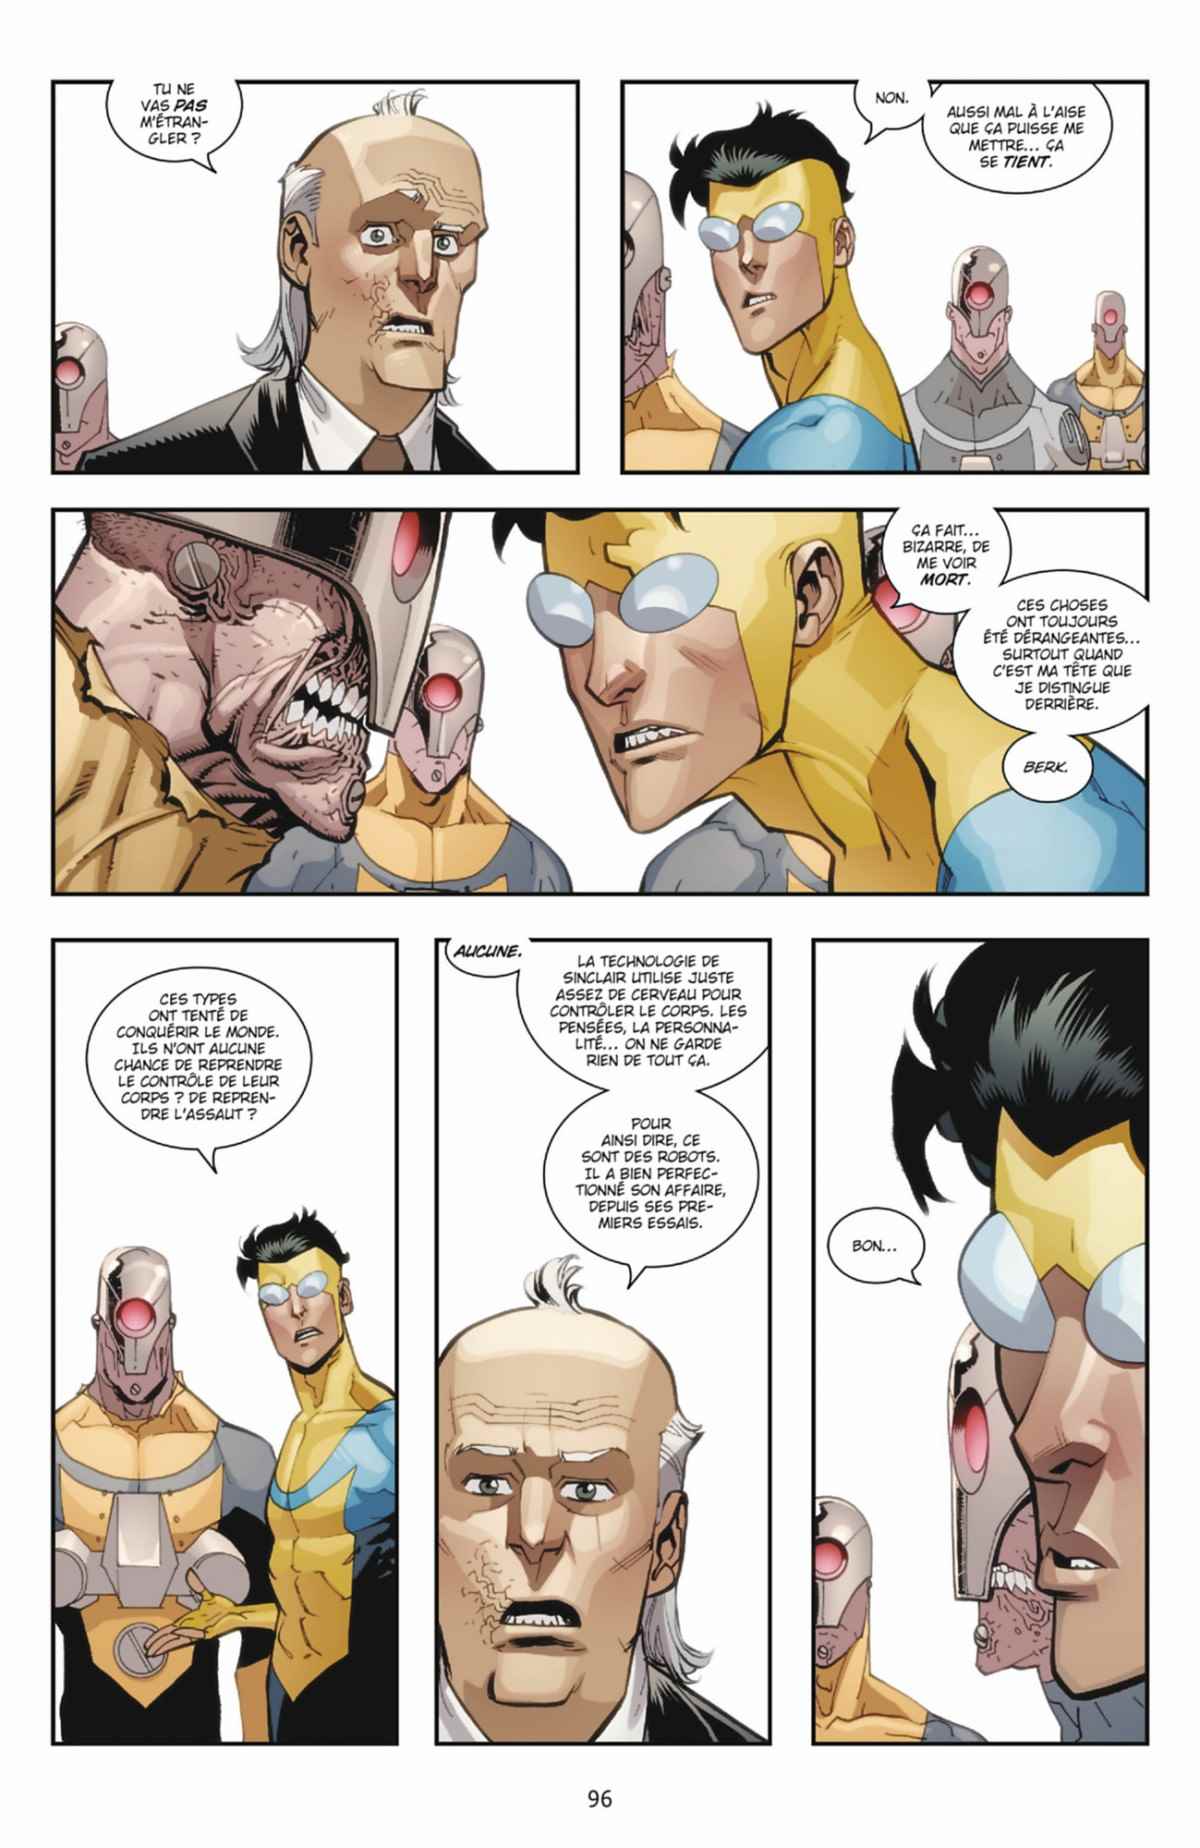 TU NE
VAS PAS
M'ÉTRAN-
GLER ?
NON.
AUSSI MAL À L'AISE
QUE ÇA PUISSE ME
METTRE... ÇA
SE TIENT.
ÇA FAIT...
BIZARRE, DE
ME VOIR
MORT.
CES CHOSES
ONT TOUJOURS
ÉTÉ DÉRANGEANTES...
SURTOUT QUAND
C'EST MA TÊTE QUE
JE DISTINGUE
DERRIÈRE.
BERK.
CES TYPES
ONT TENTÉ DE
CONQUÉRIR LE MONDE.
ILS N'ONT AUCUNE
CHANCE DE REPRENDRE
LE CONTRÔLE DE LEUR
CORPS ? DE REPREN-
DRE L'ASSAUT ?
AUCUNE.
LA TECHNOLOGIE DE
SINCLAIR UTILISE JUSTE
ASSEZ DE CERVEAU POUR
CONTRÔLER LE CORPS. LES
PENSÉES, LA PERSONNA-
LITÉ... ON NE GARDE
RIEN DE TOUT ÇA.
POUR
AINSI DIRE, CE
SONT DES ROBOTS.
IL A BIEN PERFEC-
TIONNÉ SON AFFAIRE,
DEPUIS SES PRE-
MIERS ESSAIS.
BON...
96